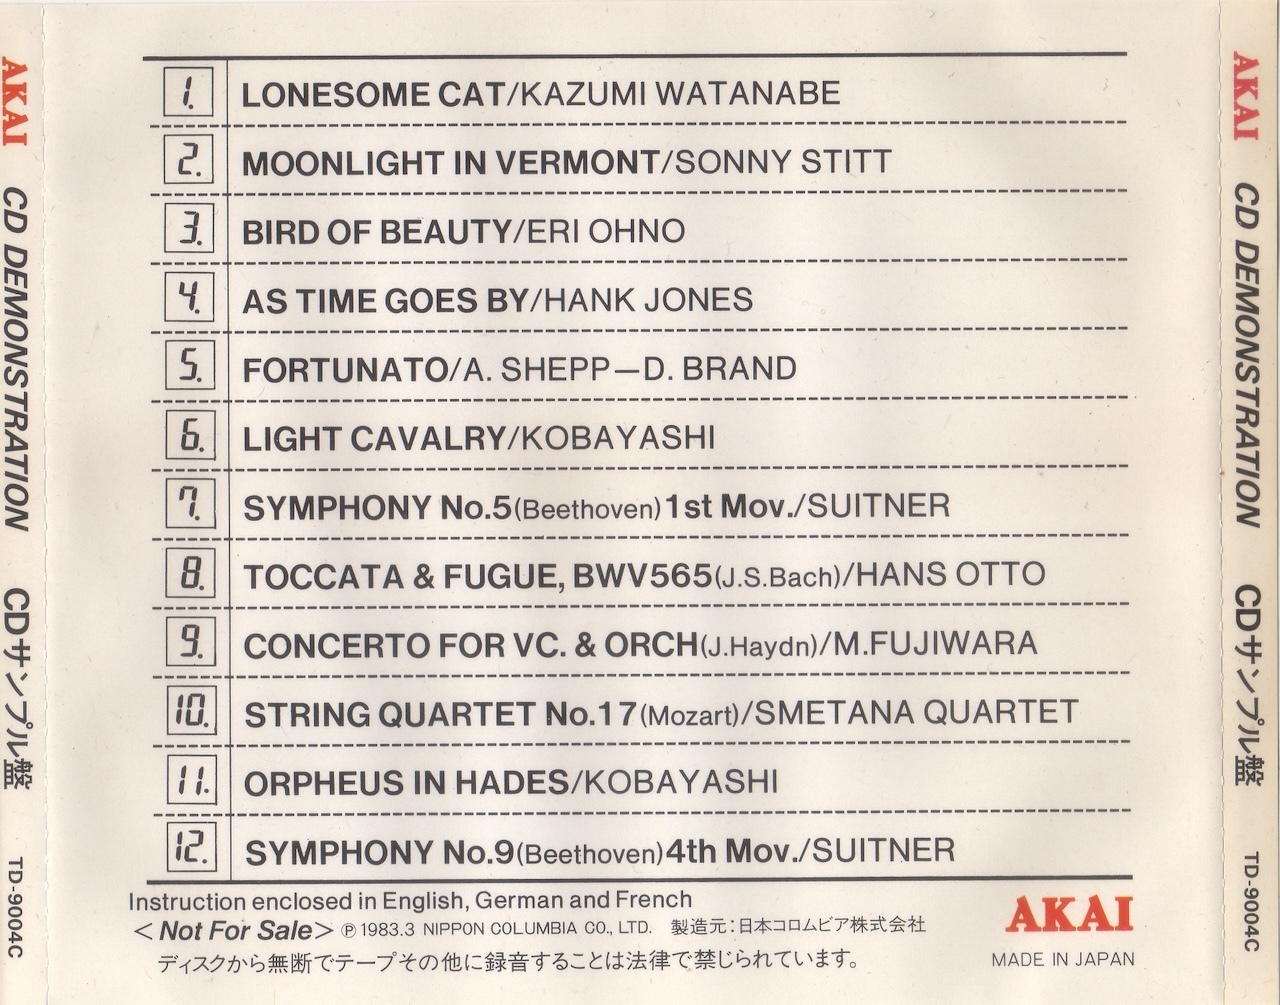 AKAI CD DEMONSTRATION CDサンプル盤 TD-9004C
1. LONESOME CAT/KAZUMI WATANABE
2. MOONLIGHT IN VERMONT/SONNY STITT
3. BIRD OF BEAUTY/ERI OHNO
4. AS TIME GOES BY/HANK JONES
5. FORTUNATO/A. SHEPP—D. BRAND
6. LIGHT CAVALRY/KOBAYASHI
7. SYMPHONY No.5(Beethoven)1st Mov./SUITNER
8. TOCCATA & FUGUE, BWV565(J.S.Bach)/HANS OTTO
9. CONCERTO FOR VC. & ORCH(J.Haydn)/M.FUJIWARA
10. STRING QUARTET No.17(Mozart)/SMETANA QUARTET
11. ORPHEUS IN HADES/KOBAYASHI
12. SYMPHONY No.9(Beethoven)4th Mov./SUITNER
Instruction enclosed in English, German and French
<Not For Sale> ℗1983.3 NIPPON COLUMBIA CO., LTD. 製造元:日本コロムビア株式会社
ディスクから無断でテープその他に録音することは法律で禁じられています。
AKAI
MADE IN JAPAN
AKAI CD DEMONSTRATION CDサンプル盤 TD-9004C